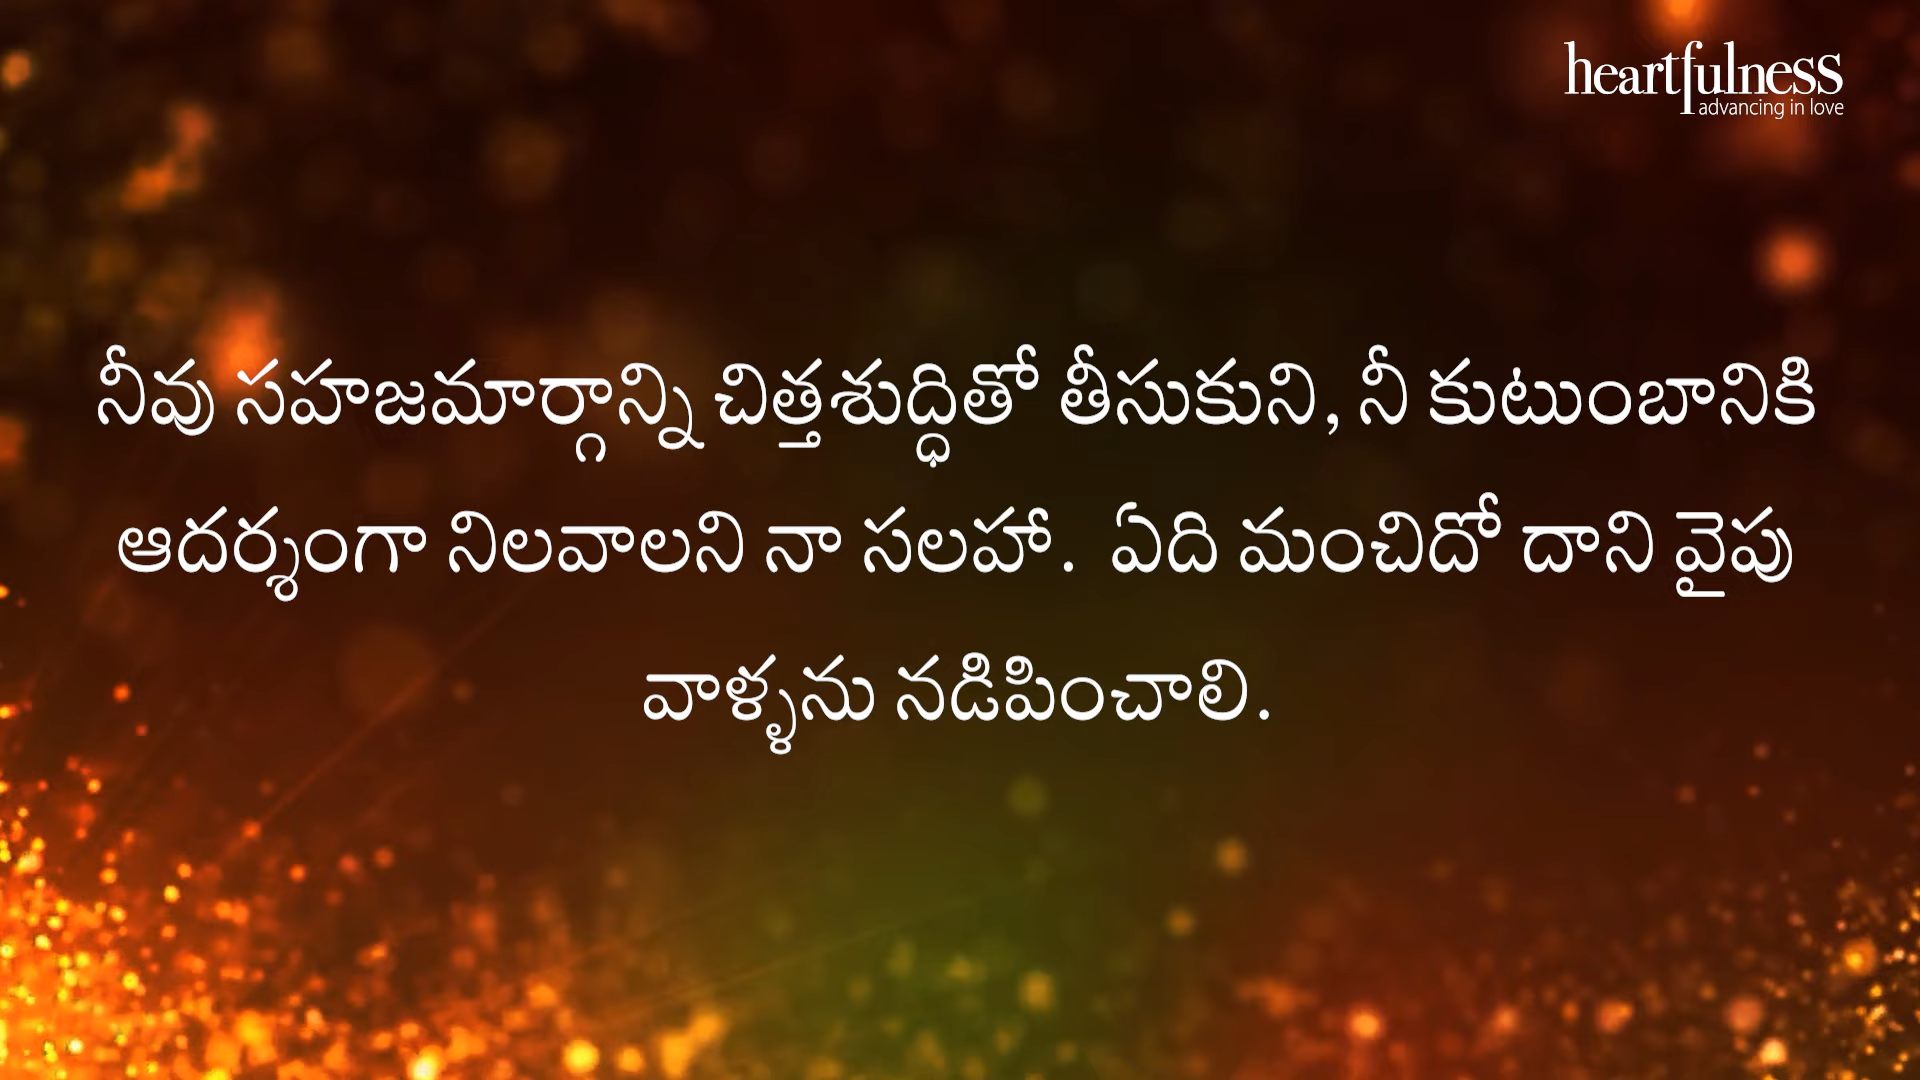 heartfulness
advancing in love
నీవు సహజమార్గాన్ని చిత్తశుద్ధితో తీసుకుని, నీ కుటుంబానికి
ఆదర్శంగా నిలవాలని నా సలహా. ఏది మంచిదో దాని వైపు
వాళ్ళను నడిపించాలి.